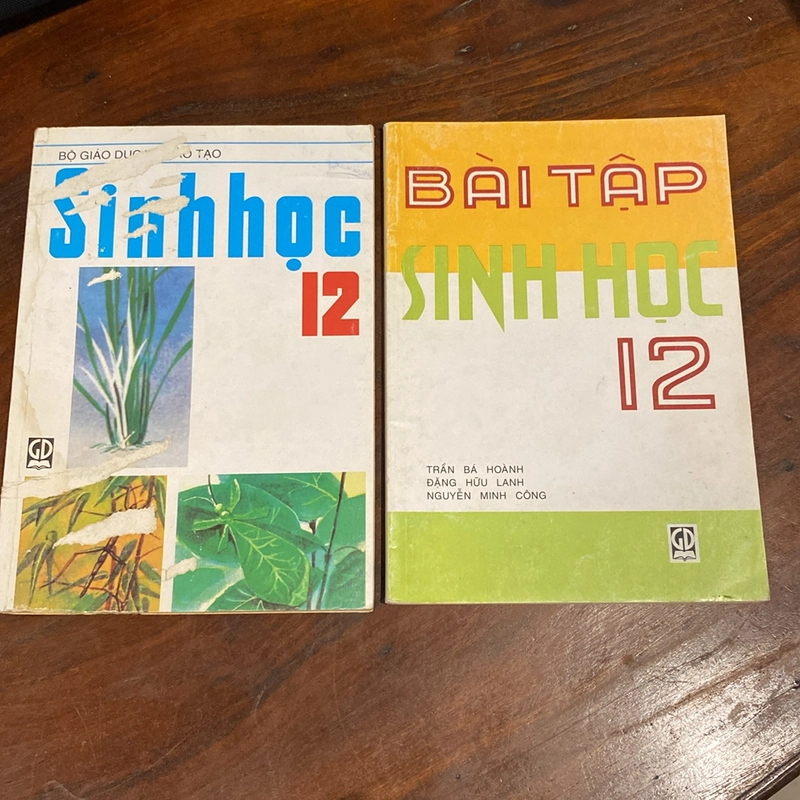 BỘ GIÁO DỤC TẠO
Sinh học
12
GD
BÀI TẬP
SINH HỌC
12
TRẦN BÁ HOÀNH
ĐẶNG HỮU LANH
NGUYỄN MINH CÔNG
GD